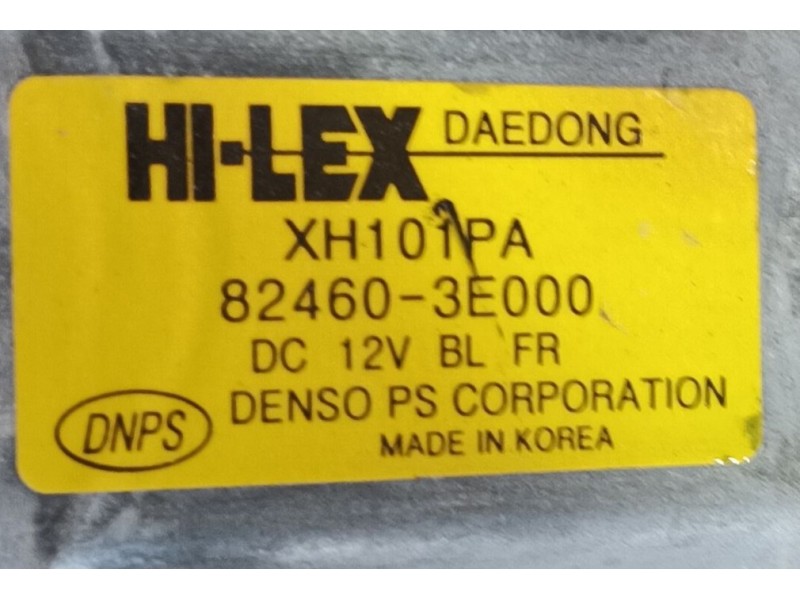 HI-LEX DAEDONG
XH101PA
82460-3E000
DC 12V BL FR
DNPS DENSO PS CORPORATION
MADE IN KOREA